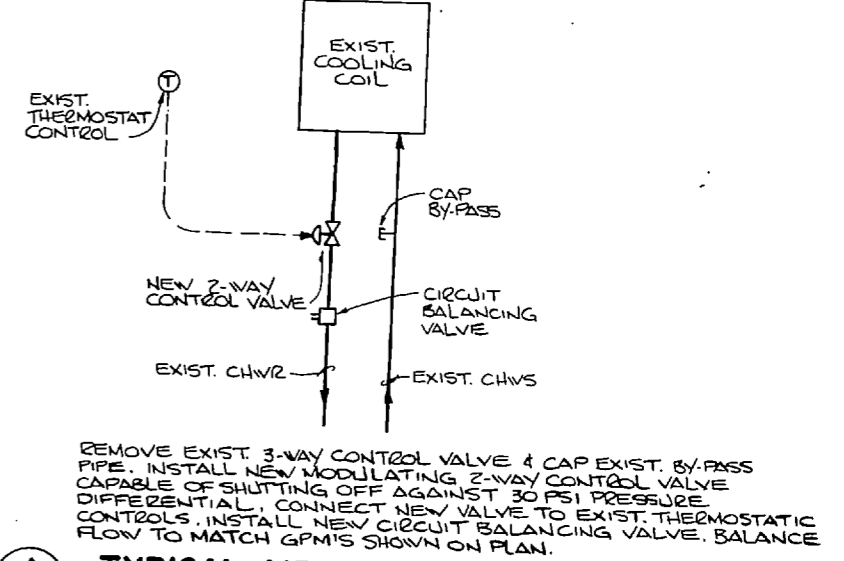 EXIST.
COOLING
COIL
T
EXIST.
THERMOSTAT
CONTROL
CAP
BY-PASS
NEW 2-WAY
CONTROL VALVE
CIRCUIT
BALANCING
VALVE
EXIST. CHWR
EXIST. CHWS
REMOVE EXIST. 3-WAY CONTROL VALVE & CAP EXIST. BY-PASS
PIPE. INSTALL NEW MODULATING 2-WAY CONTROL VALVE
CAPABLE OF SHUTTING OFF AGAINST 30 PSI PRESSURE
DIFFERENTIAL. CONNECT NEW VALVE TO EXIST. THERMOSTATIC
CONTROLS. INSTALL NEW CIRCUIT BALANCING VALVE. BALANCE
FLOW TO MATCH GPM'S SHOWN ON PLAN.
TYPICAL